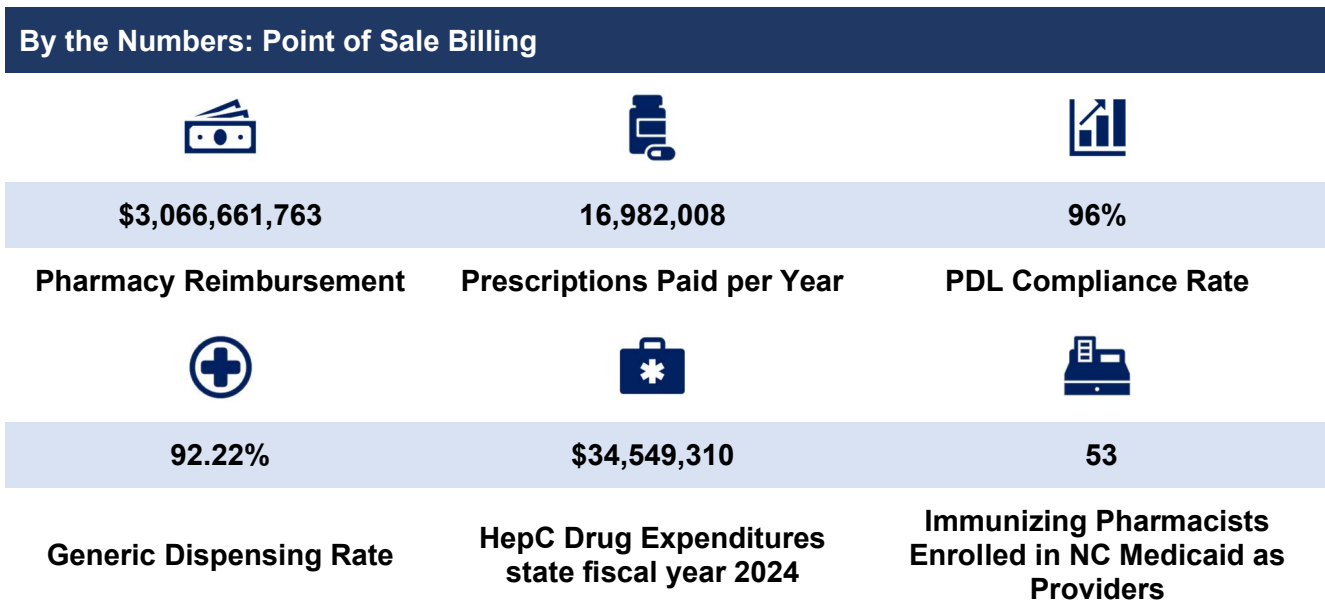 By the Numbers: Point of Sale Billing
$3,066,661,763
16,982,008
96%
Pharmacy Reimbursement
Prescriptions Paid per Year
PDL Compliance Rate
92.22%
$34,549,310
53
Generic Dispensing Rate
HepC Drug Expenditures
state fiscal year 2024
Immunizing Pharmacists
Enrolled in NC Medicaid as
Providers